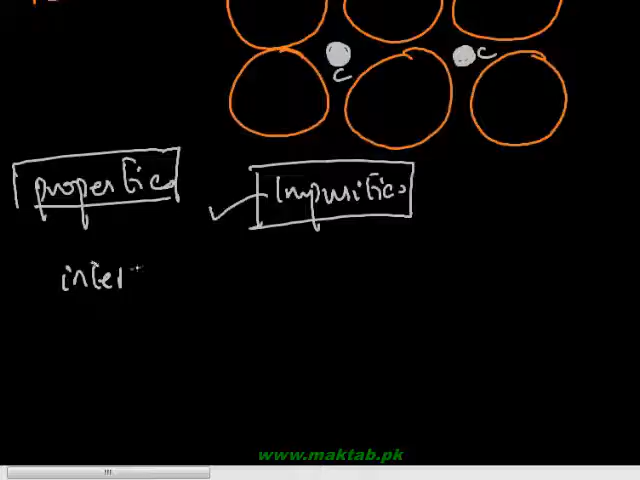 C
C
properties Impurities
inter
www.maktab.pk